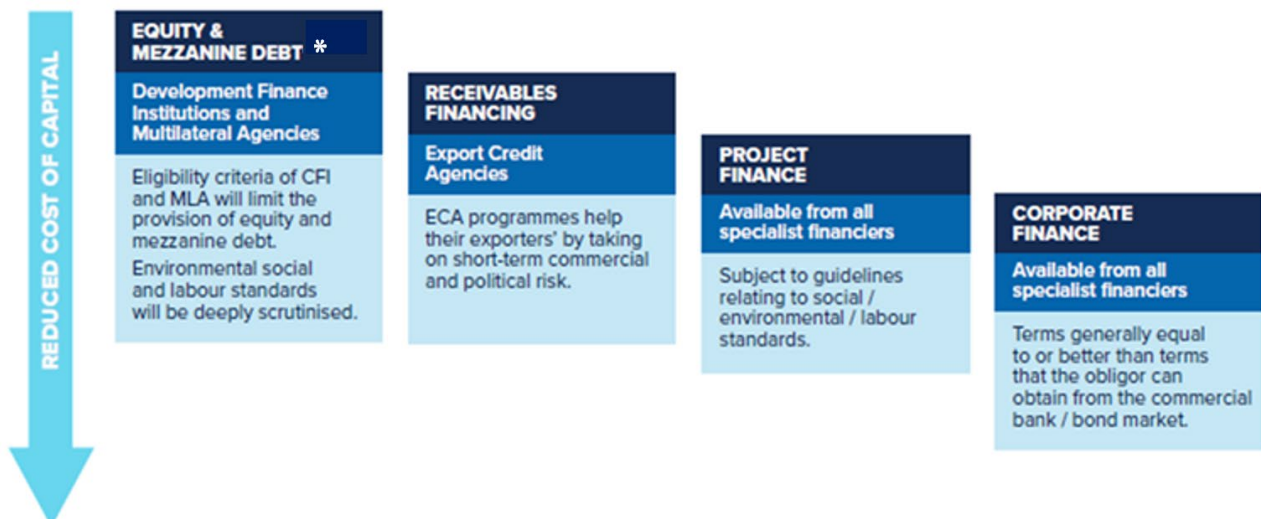 REDUCED COST OF CAPITAL
EQUITY &
MEZZANINE DEBT *
Development Finance
Institutions and
Multilateral Agencies
Eligibility criteria of CFI
and MLA will limit the
provision of equity and
mezzanine debt.
Environmental social
and labour standards
will be deeply scrutinised.
RECEIVABLES
FINANCING
Export Credit
Agencies
ECA programmes help
their exporters' by taking
on short-term commercial
and political risk.
PROJECT
FINANCE
Available from all
specialist financiers
Subject to guidelines
relating to social /
environmental / labour
standards.
CORPORATE
FINANCE
Available from all
specialist financiers
Terms generally equal
to or better than terms
that the obligor can
obtain from the commercial
bank / bond market.